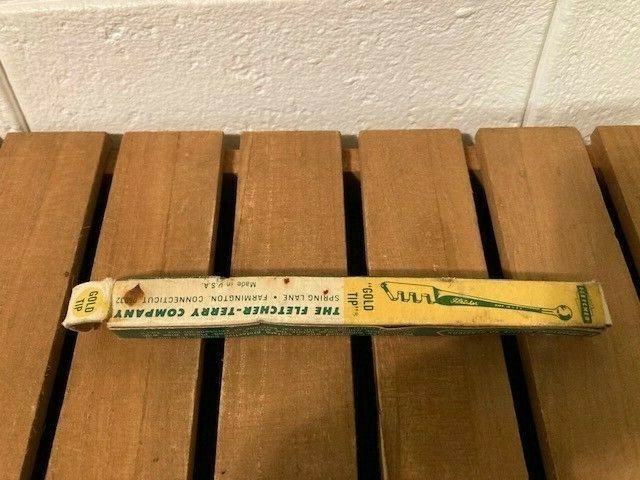 FLETCHER
"GOLD
TIP"
THE FLETCHER-TERRY COMPANY
SPRING LANE • FARMINGTON, CONNECTICUT 06032
Made in U.S.A.
GOLD
TIP